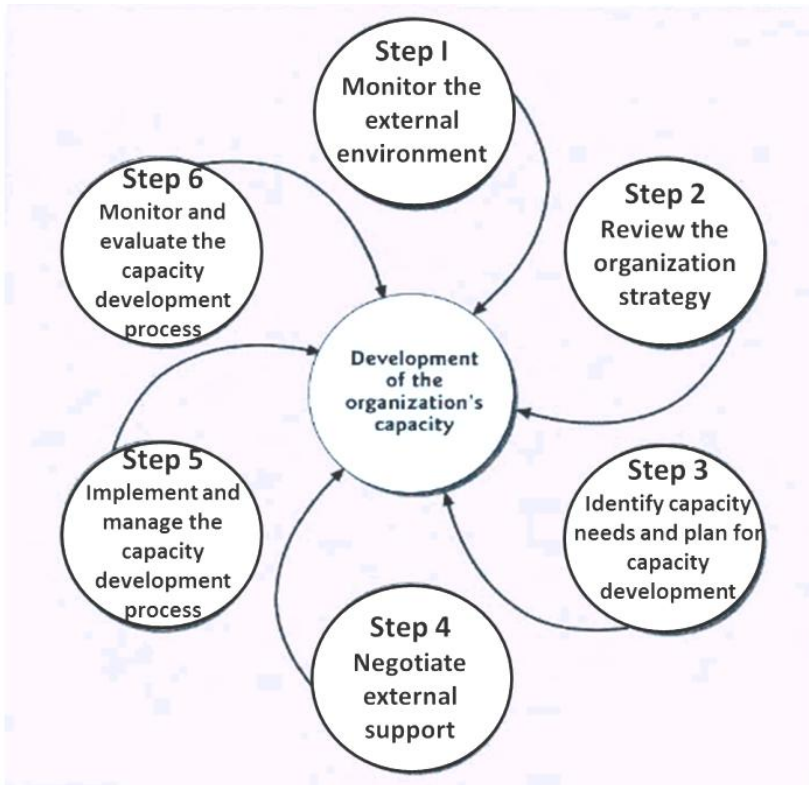 Step I
Monitor the
external
environment
Step 2
Review the
organization
strategy
Step 3
Identify capacity
needs and plan for
capacity
development
Step 4
Negotiate
external
support
Step 5
Implement and
manage the
capacity
development
process
Step 6
Monitor and
evaluate the
capacity
development
process
Development
of the
organization's
capacity